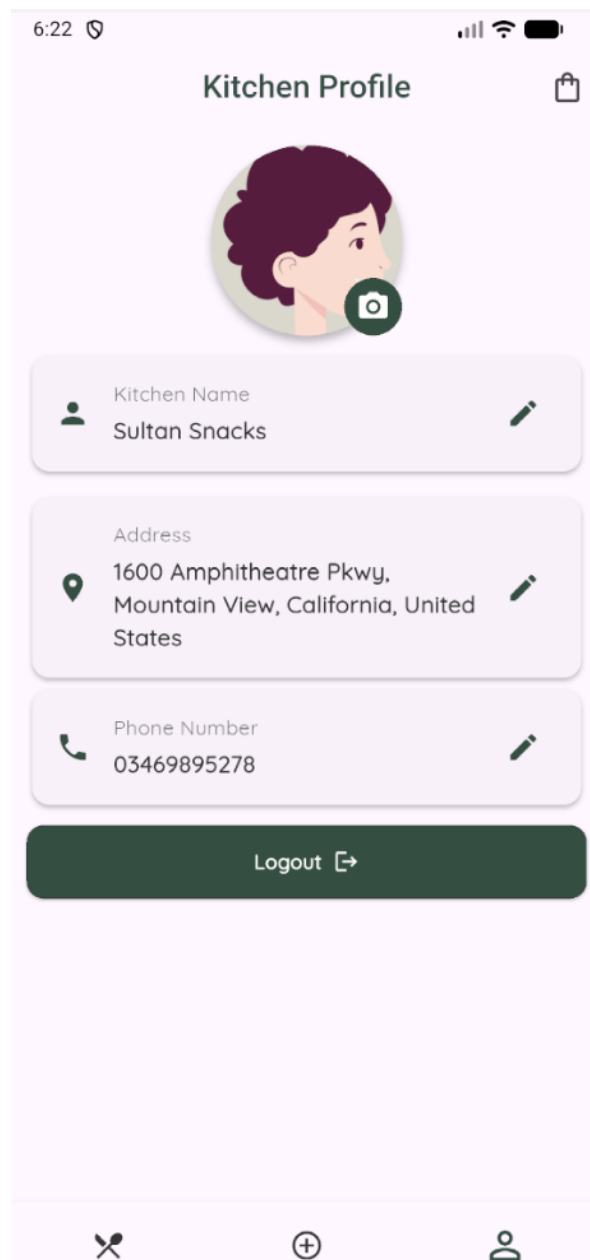 6:22
Kitchen Profile
Kitchen Name
Sultan Snacks
Address
1600 Amphitheatre Pkwy,
Mountain View, California, United
States
Phone Number
03469895278
Logout